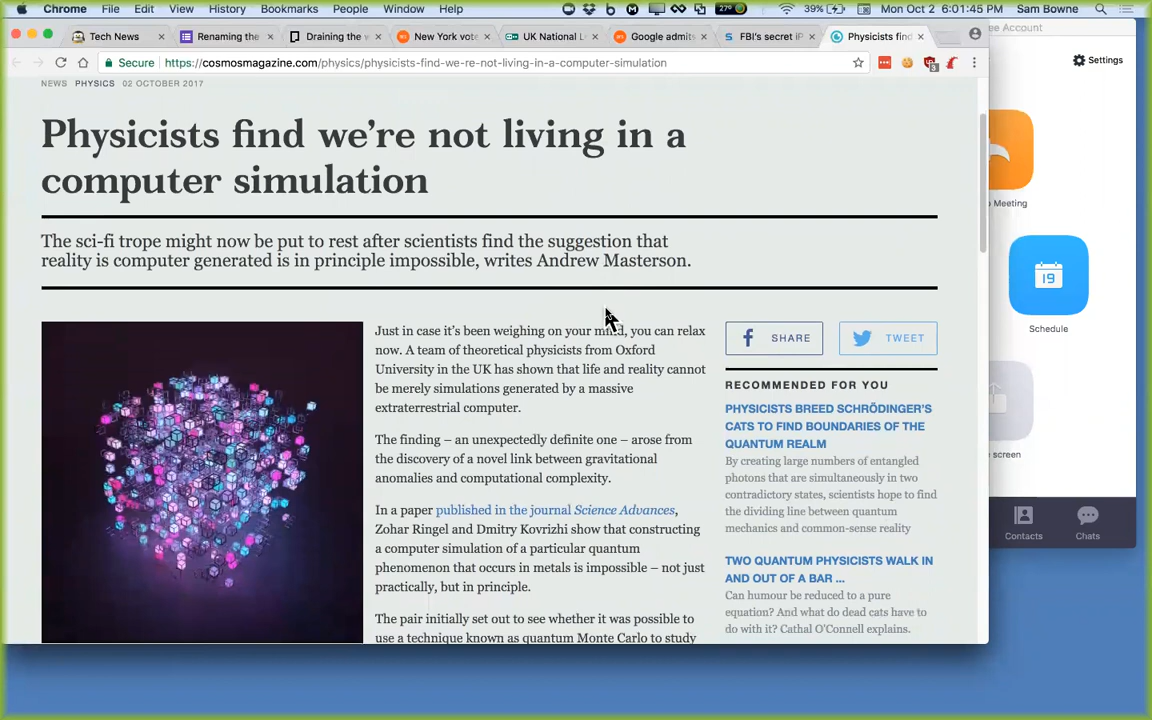 Chrome File Edit View History Bookmarks People Window Help 27° 39% Mon Oct 2 6:01:45 Sam Bowne
Tech News Renaming the Draining the New York vot UK National L Google admit FBI's secret iP Physicists find
Secure https://cosmosmagazine.com/physics/physicists-find-we-re-not-living-in-a-computer-simulation 3
NEWS PHYSICS 02 OCTOBER 2017
Physicists find we're not living in a
computer simulation
The sci-fi trope might now be put to rest after scientists find the suggestion that
reality is computer generated is in principle impossible, writes Andrew Masterson.
Just in case it's been weighing on your mind, you can relax
now. A team of theoretical physicists from Oxford
University in the UK has shown that life and reality cannot
be merely simulations generated by a massive
extraterrestrial computer.
The finding – an unexpectedly definite one – arose from
the discovery of a novel link between gravitational
anomalies and computational complexity.
In a paper published in the journal Science Advances,
Zohar Ringel and Dmitry Kovrizhi show that constructing
a computer simulation of a particular quantum
phenomenon that occurs in metals is impossible – not just
practically, but in principle.
The pair initially set out to see whether it was possible to
use a technique known as quantum Monte Carlo to study
SHARE TWEET
RECOMMENDED FOR YOU
PHYSICISTS BREED SCHRÖDINGER'S
CATS TO FIND BOUNDARIES OF THE
QUANTUM REALM
By creating large numbers of entangled
photons that are simultaneously in two
contradictory states, scientists hope to find
the dividing line between quantum
mechanics and common-sense reality
TWO QUANTUM PHYSICISTS WALK IN
AND OUT OF A BAR ...
Can humour be reduced to a pure
equation? And what do dead cats have to
do with it? Cathal O'Connell explains.
ee Account
Settings
Meeting
19
Schedule
screen
Contacts Chats